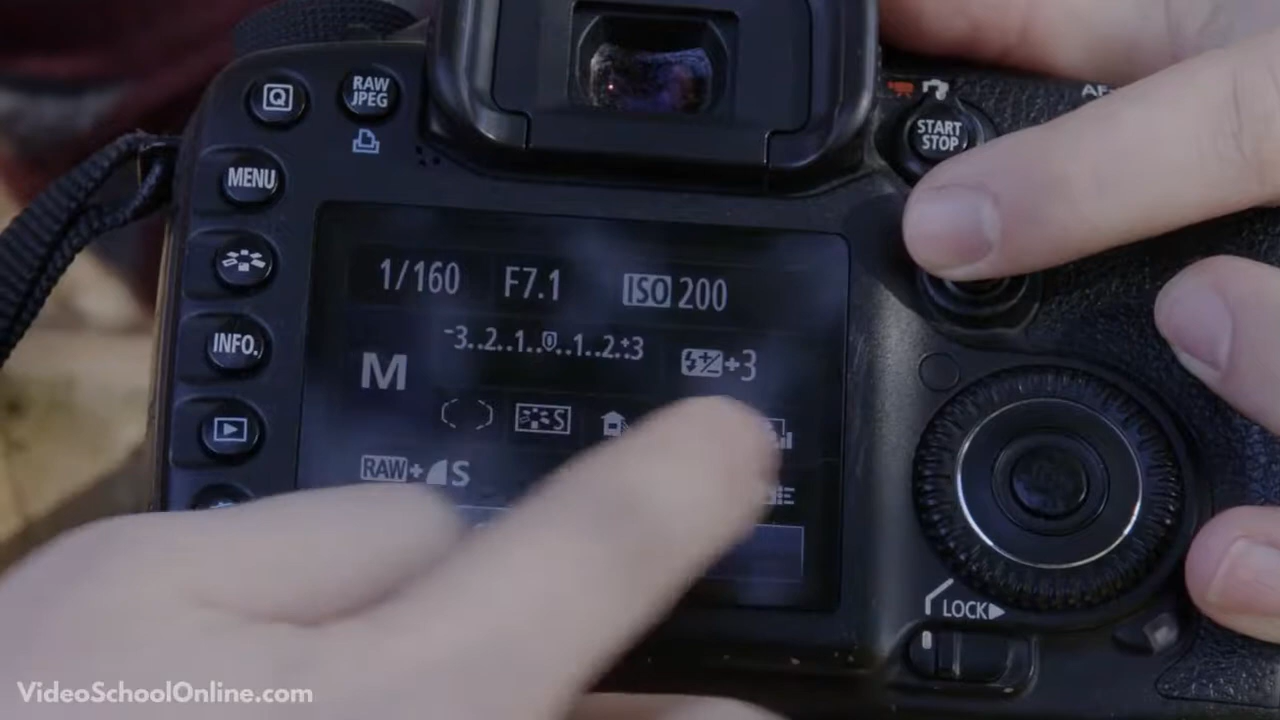 Q
RAW
JPEG
START
STOP
AF-
MENU
1/160 F7.1 ISO 200
INFO.
-3..2..1..0..1..2.+3
M
+3
S
RAW+ S
LOCK
VideoSchoolOnline.com